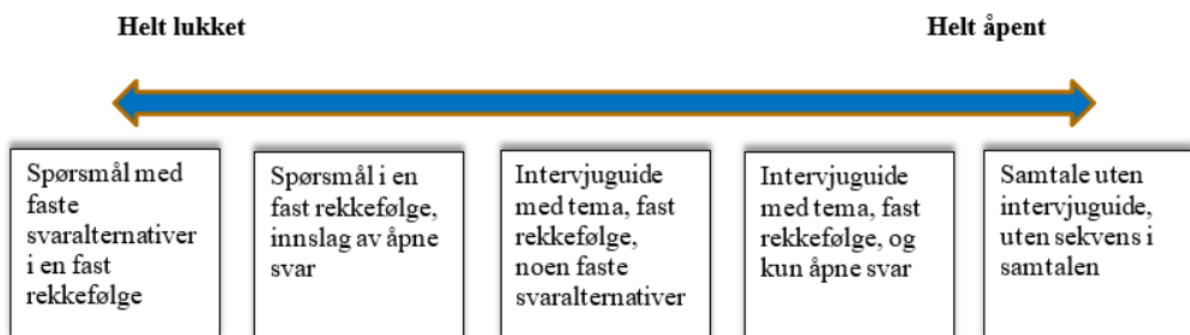 Helt lukket
Helt åpent
Spørsmål med
faste
svaralternativer
i en fast
rekkefølge
Spørsmål i en
fast rekkefølge,
innslag av åpne
svar
Intervjuguide
med tema, fast
rekkefølge,
noen faste
svaralternativer
Intervjuguide
med tema, fast
rekkefølge, og
kun åpne svar
Samtale uten
intervjuguide,
uten sekvens i
samtalen